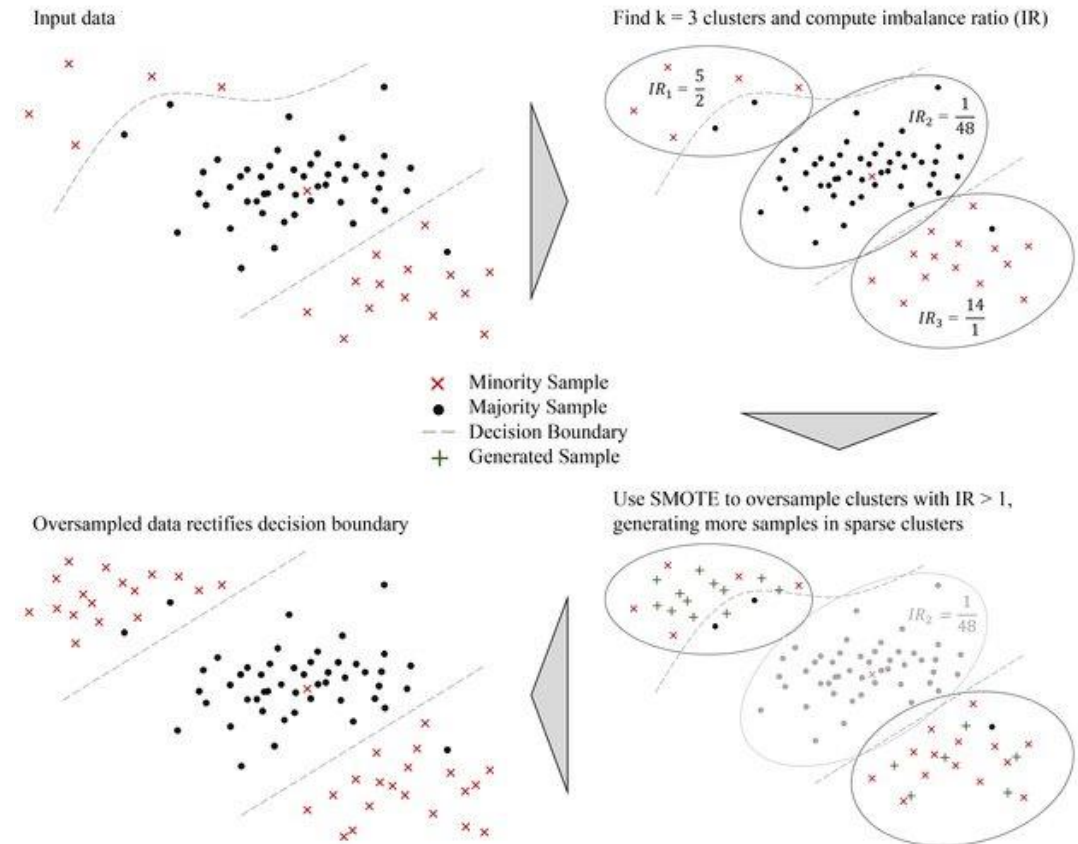 Input data
Find k = 3 clusters and compute imbalance ratio (IR)
IR₁ = 5/2
IR₂ = 1/48
IR₃ = 14/1
Minority Sample
Majority Sample
Decision Boundary
Generated Sample
Use SMOTE to oversample clusters with IR > 1,
generating more samples in sparse clusters
Oversampled data rectifies decision boundary
IR₂ = 1/48